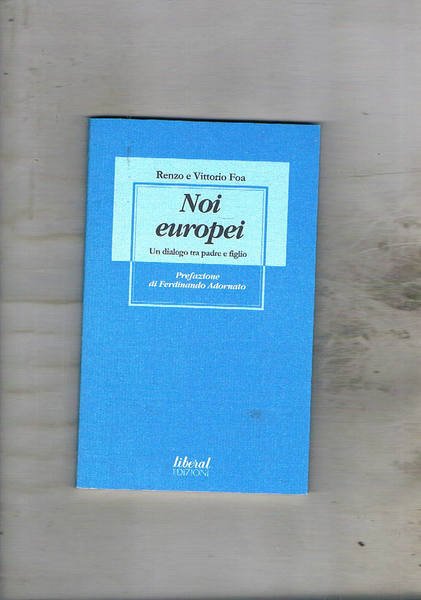 Renzo e Vittorio Foa
Noi
europei
Un dialogo tra padre e figlio
Prefazione
di Ferdinando Adornato
liberal
EDIZIONI